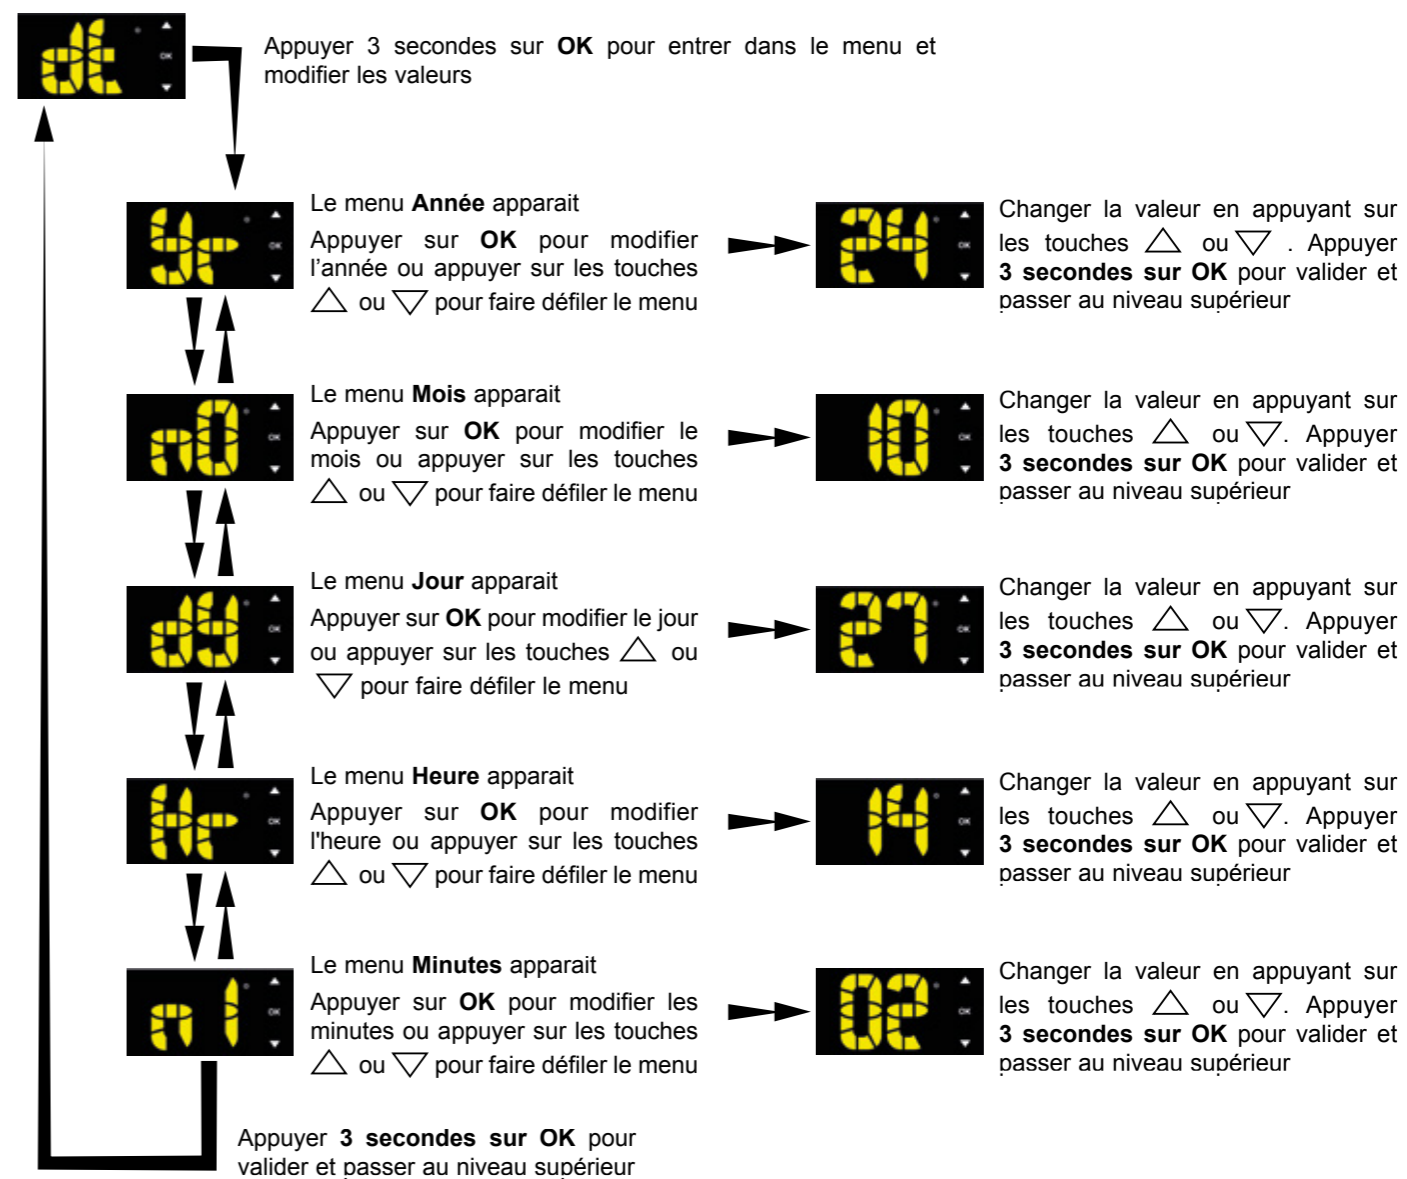 dt
OK
Appuyer 3 secondes sur OK pour entrer dans le menu et
modifier les valeurs
Yr
OK
Le menu Année apparait
Appuyer sur OK pour modifier
l'année ou appuyer sur les touches
△ ou ▽ pour faire défiler le menu
24
OK
Changer la valeur en appuyant sur
les touches △ ou ▽ . Appuyer
3 secondes sur OK pour valider et
passer au niveau supérieur
n0
OK
Le menu Mois apparait
Appuyer sur OK pour modifier le
mois ou appuyer sur les touches
△ ou ▽ pour faire défiler le menu
10
OK
Changer la valeur en appuyant sur
les touches △ ou ▽. Appuyer
3 secondes sur OK pour valider et
passer au niveau supérieur
dy
OK
Le menu Jour apparait
Appuyer sur OK pour modifier le jour
ou appuyer sur les touches △ ou
▽ pour faire défiler le menu
27
OK
Changer la valeur en appuyant sur
les touches △ ou ▽. Appuyer
3 secondes sur OK pour valider et
passer au niveau supérieur
Hr
OK
Le menu Heure apparait
Appuyer sur OK pour modifier
l'heure ou appuyer sur les touches
△ ou ▽ pour faire défiler le menu
14
OK
Changer la valeur en appuyant sur
les touches △ ou ▽. Appuyer
3 secondes sur OK pour valider et
passer au niveau supérieur
n1
OK
Le menu Minutes apparait
Appuyer sur OK pour modifier les
minutes ou appuyer sur les touches
△ ou ▽ pour faire défiler le menu
02
OK
Changer la valeur en appuyant sur
les touches △ ou ▽. Appuyer
3 secondes sur OK pour valider et
passer au niveau supérieur
Appuyer 3 secondes sur OK pour
valider et passer au niveau supérieur